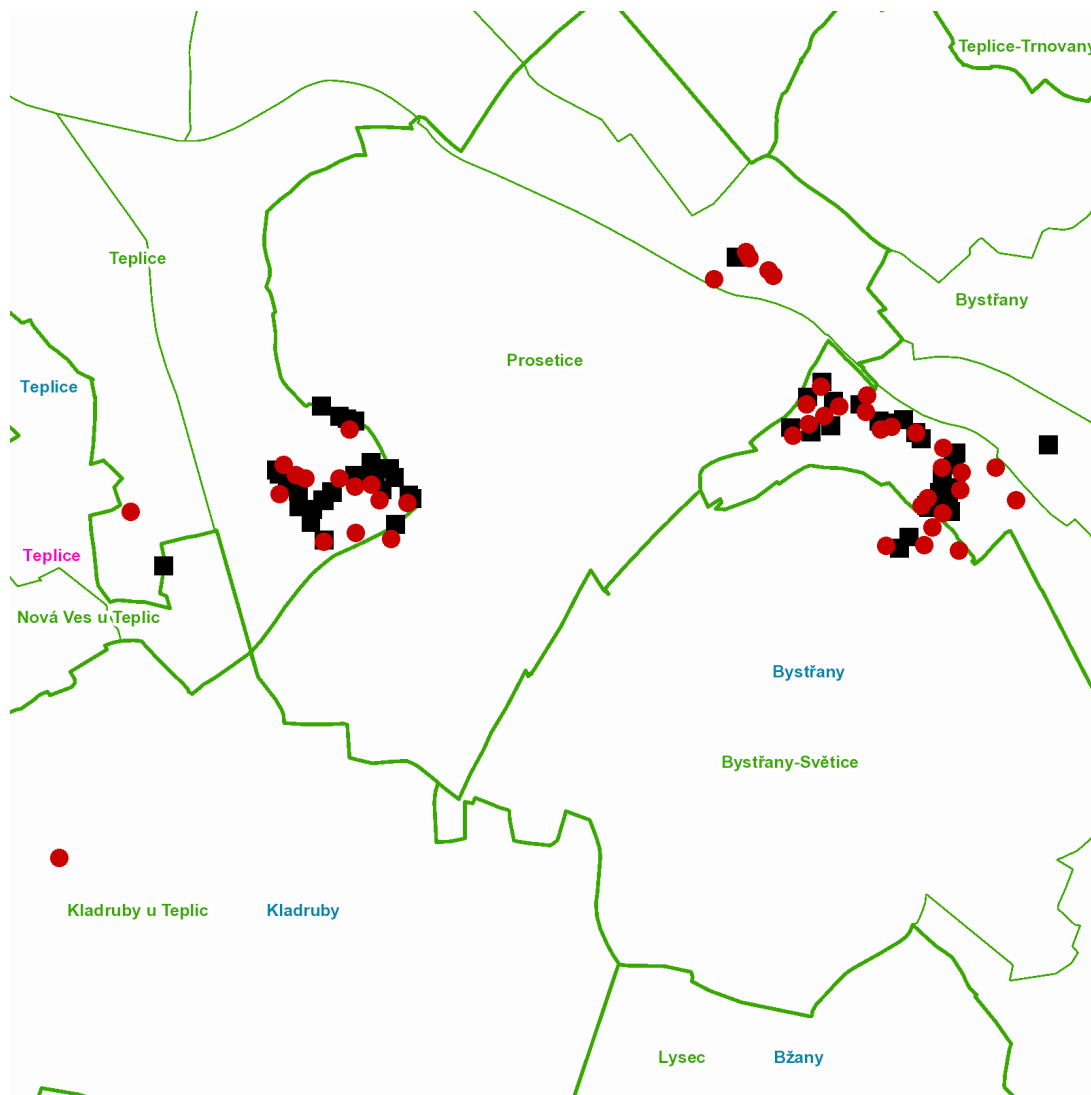 Teplice-Trnovany
Teplice
Bystřany
Prosetice
Teplice
Teplice
Nová Ves u Teplic
Bystřany
Bystřany-Světice
Kladruby u Teplic
Kladruby
Lysec
Bžany